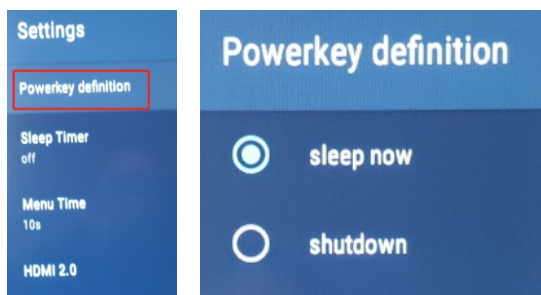 Settings
Powerkey definition
Sleep Timer
off
Menu Time
10s
HDMI 2.0
Powerkey definition
sleep now
shutdown